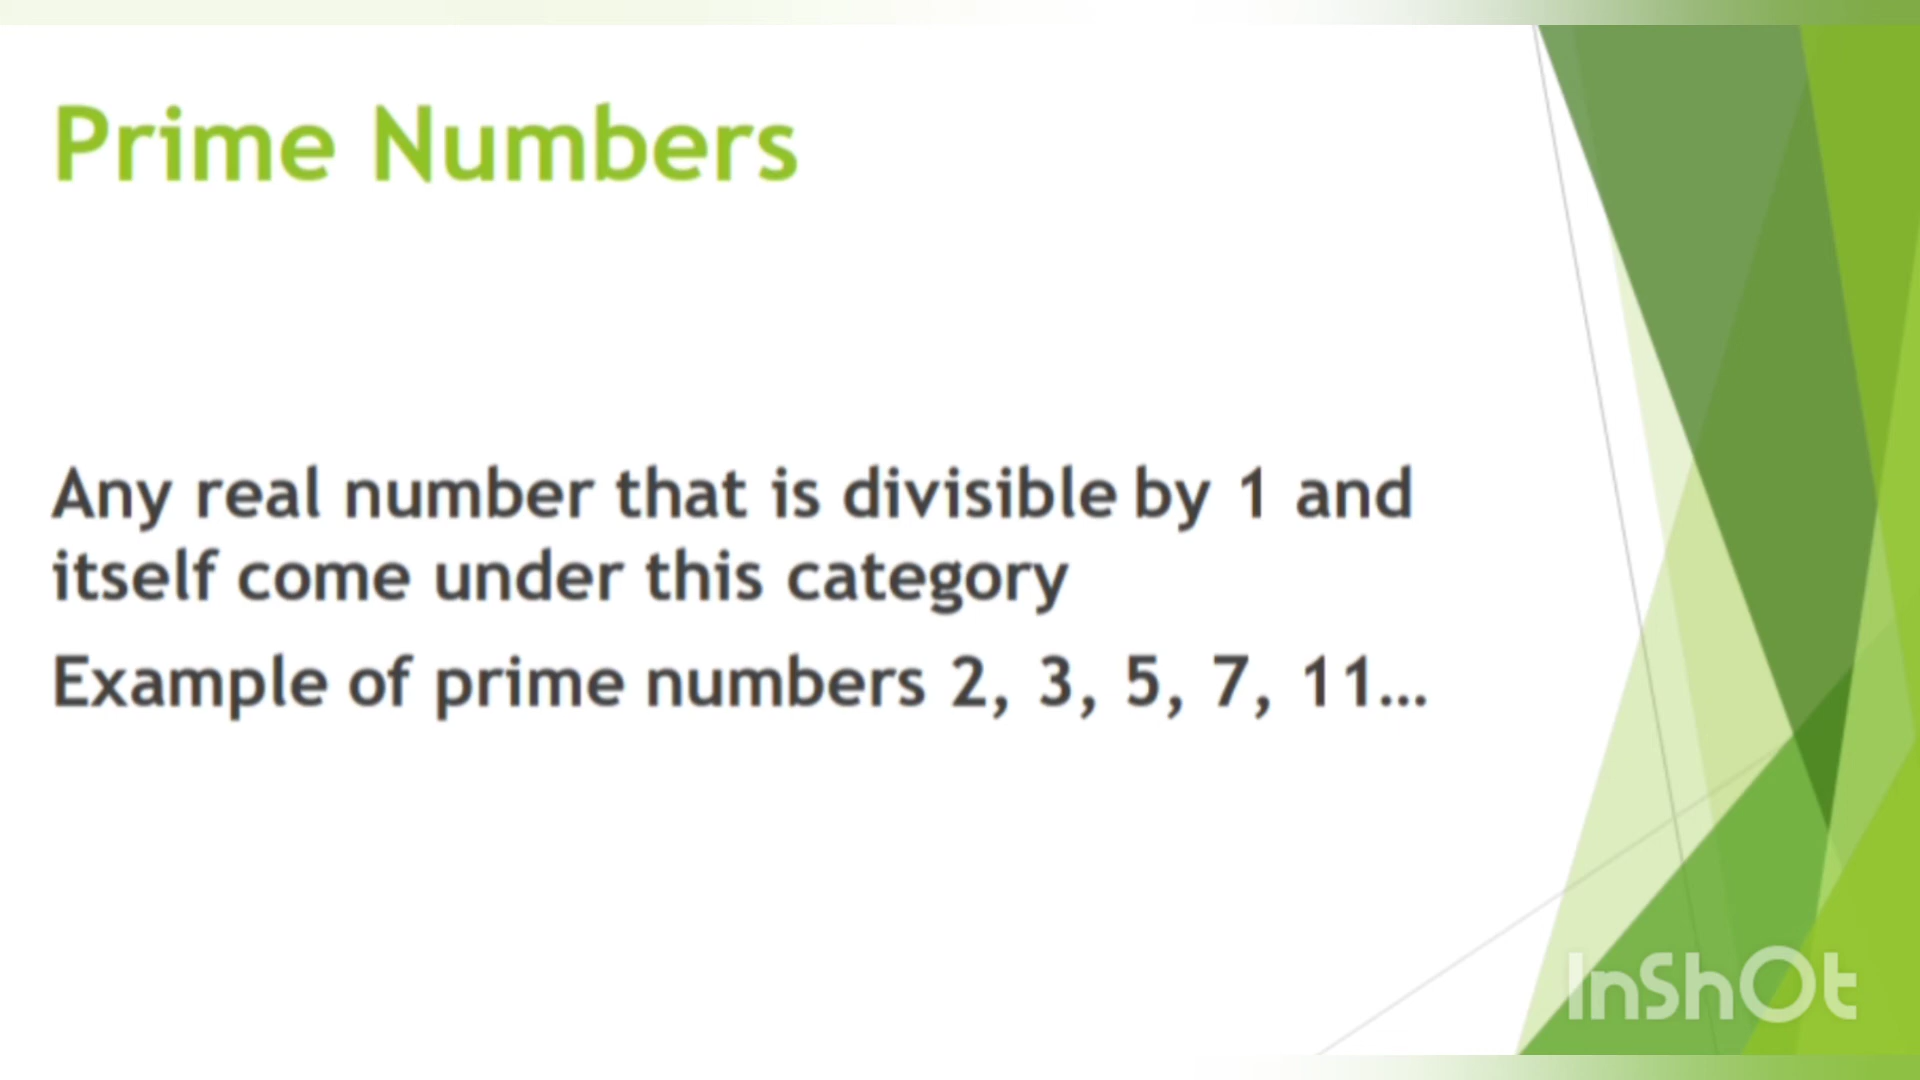 Prime Numbers
Any real number that is divisible by 1 and
itself come under this category
Example of prime numbers 2, 3, 5, 7, 11...
InShOt